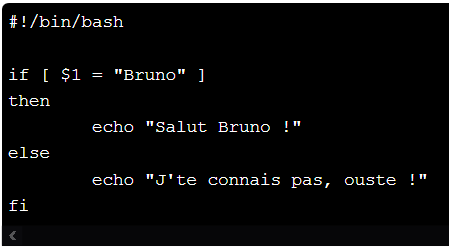 #!/bin/bash
if [ $1 = "Bruno" ]
then
echo "Salut Bruno !"
else
echo "J'te connais pas, ouste !"
fi